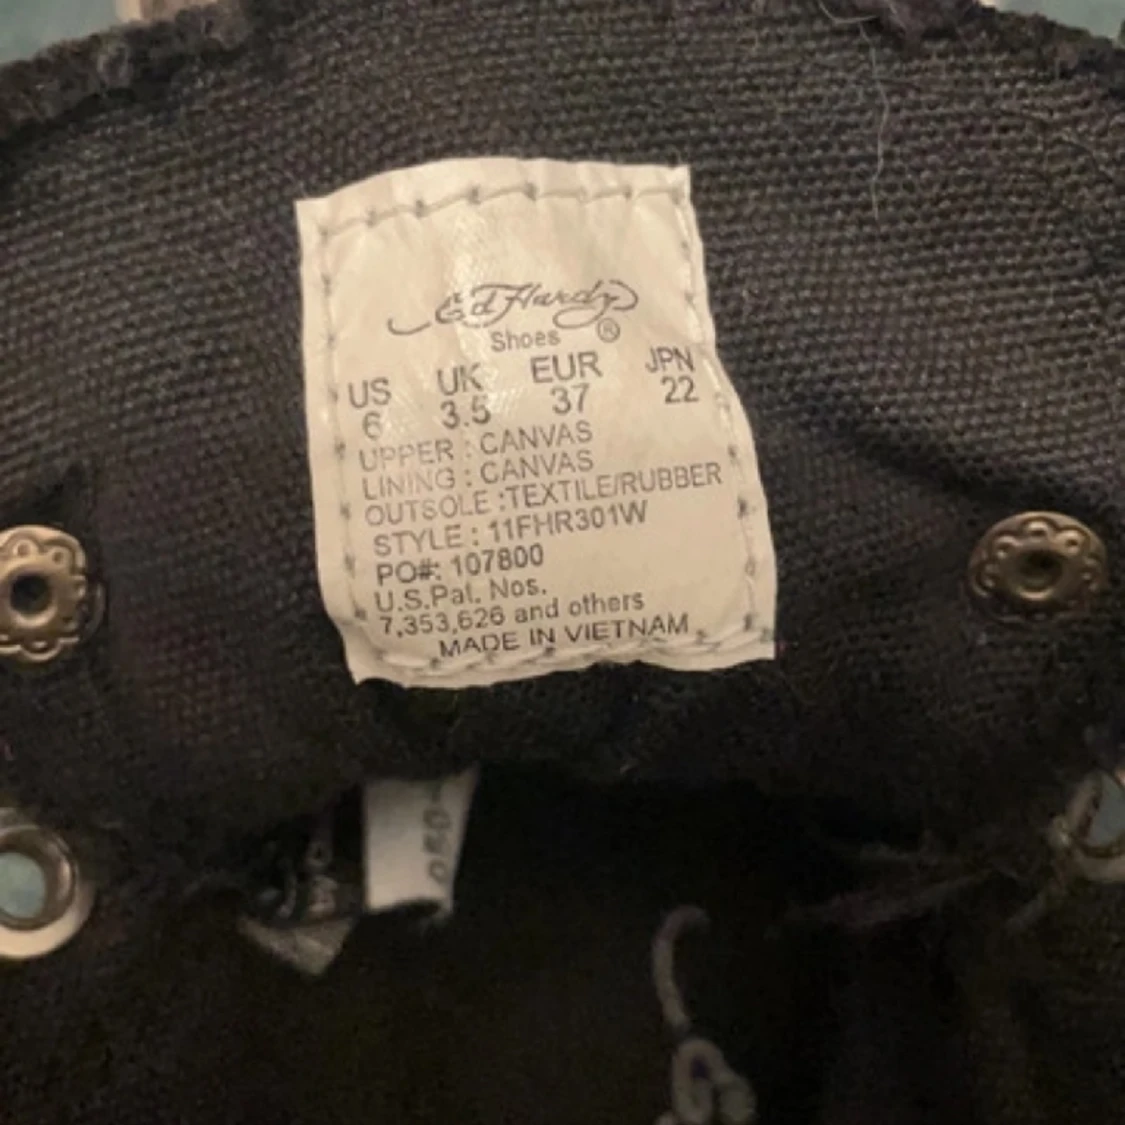 Ed Hardy
Shoes ®
US UK EUR JPN
6 3.5 37 22
UPPER : CANVAS
LINING : CANVAS
OUTSOLE :TEXTILE/RUBBER
STYLE : 11FHR301W
PO#: 107800
U.S.Pat. Nos.
7,353,626 and others
MADE IN VIETNAM